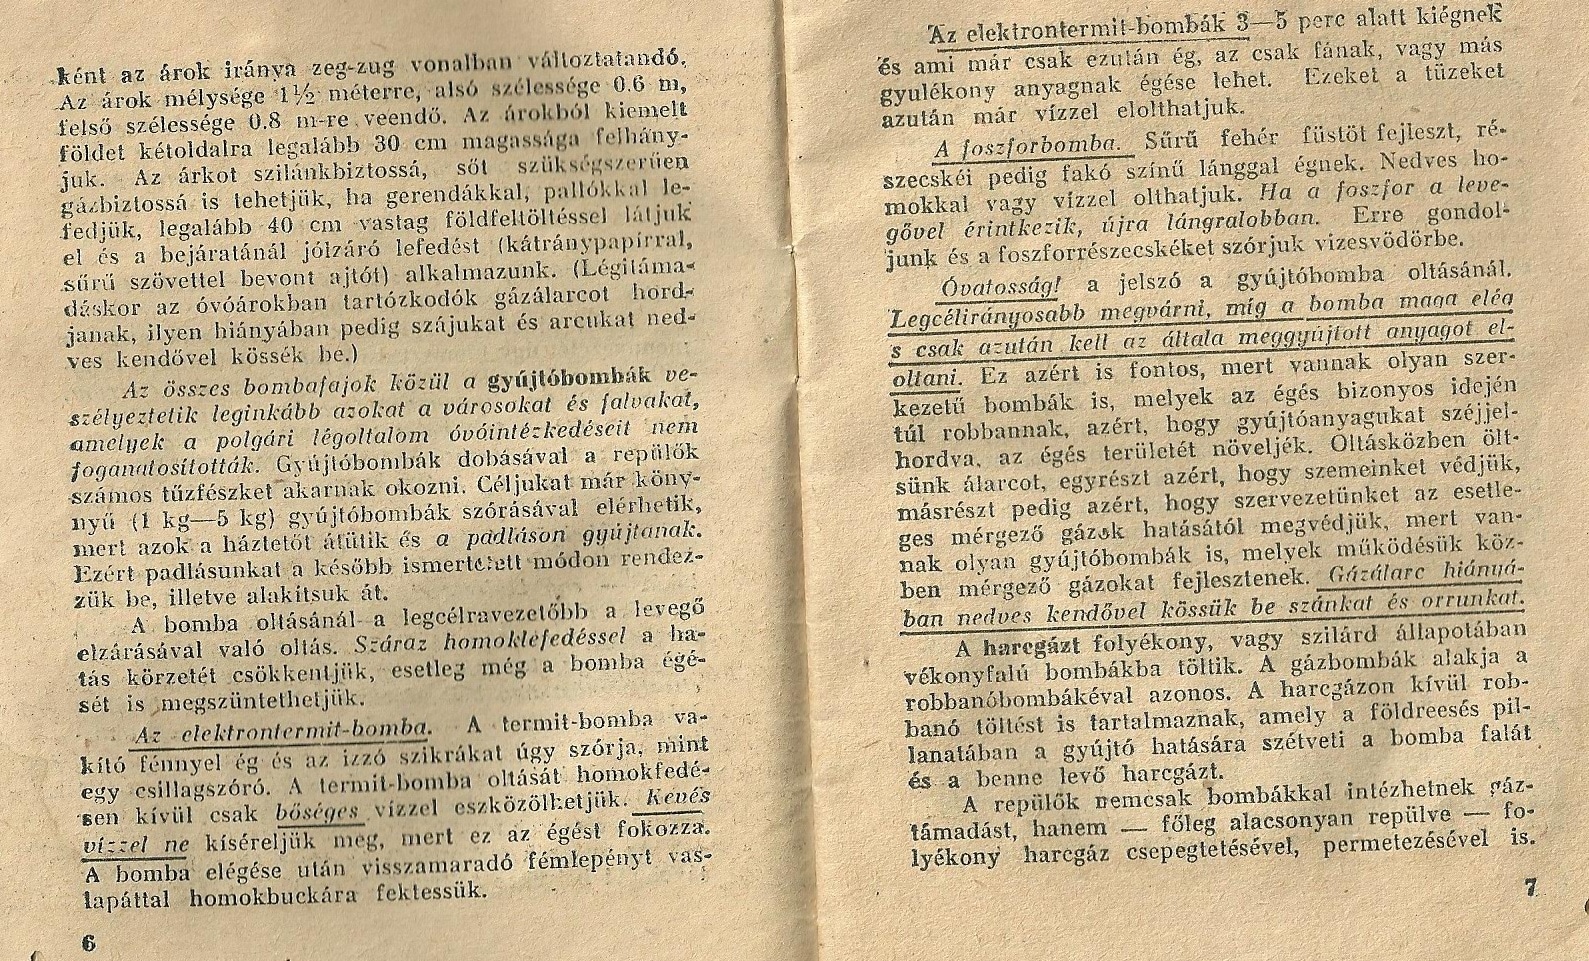 ként az árok iránya zeg-zug vonalban változtatandó.
Az árok mélysége 1½ méterre, alsó szélessége 0.6 m,
felső szélessége 0.8 m-re veendő. Az árokból kiemelt
földet kétoldalra legalább 30 cm magassága felhány-
juk. Az árkot szilánkbiztossá, sőt szükségszerűen
gázbiztossá is tehetjük, ha gerendákkal, pallókkal le-
fedjük, legalább 40 cm vastag földfeltöltéssel látjuk
el és a bejáratánál jólzáró lefedést (kátránypapírral,
sűrű szövettel bevont ajtót) alkalmazunk. (Légitáma-
dáskor az óvóárokban tartózkodók gázálarcot hord-
janak, ilyen hiányában pedig szájukat és arcukat ned-
ves kendővel kössék be.)
Az összes bombafajok közül a gyújtóbombák ve-
szélyeztetik leginkább azokat a városokat és falvakat,
amelyek a polgári légoltalom óvóintézkedéseit nem
foganatosították. Gyújtóbombák dobásával a repülők
számos tűzfészket akarnak okozni. Céljukat már köny-
nyű (1 kg—5 kg) gyújtóbombák szórásával elérhetik,
mert azok a háztetőt átütik és a padláson gyújtanak.
Ezért padlásunkat a később ismertetett módon rendez-
zük be, illetve alakítsuk át.
A bomba oltásánál a legcélravezetőbb a levegő
elzárásával való oltás. Száraz homoklefedéssel a ha-
tás körzetét csökkentjük, esetleg még a bomba égé-
sét is megszüntethetjük.
Az elektrontermit-bomba. A termit-bomba va-
kító fénnyel ég és az izzó szikrákat úgy szórja, mint
egy csillagszóró. A termit-bomba oltását homokfedé-
sen kívül csak bőséges vízzel eszközölhetjük. Kevés
vízzel ne kíséreljük meg, mert ez az égést fokozza.
A bomba elégése után visszamaradó fémlepényt vas-
lapáttal homokbuckára fektessük.
6
Az elektrontermit-bombák 3—5 perc alatt kiégnek
és ami már csak ezután ég, az csak fának, vagy más
gyulékony anyagnak égése lehet. Ezeket a tüzeket
azután már vízzel elolthatjuk.
A foszforbomba. Sűrű fehér füstöt fejleszt, ré-
szecskéi pedig fakó színű lánggal égnek. Nedves ho-
mokkal vagy vízzel olthatjuk. Ha a foszfor a leve-
gővel érintkezik, újra lángralobban. Erre gondol-
junk és a foszforrészecskéket szórjuk vizesvödörbe.
Óvatosság! a jelszó a gyújtóbomba oltásánál.
Legcélirányosabb megvárni, míg a bomba maga elég
s csak azután kell az általa meggyújtott anyagot el-
oltani. Ez azért is fontos, mert vannak olyan szer-
kezetű bombák is, melyek az égés bizonyos idején
túl robbannak, azért, hogy gyújtóanyagukat széjjel-
hordva, az égés területét növeljék. Oltásközben ölt-
sünk álarcot, egyrészt azért, hogy szemeinket védjük,
másrészt pedig azért, hogy szervezetünket az esetle-
ges mérgező gázok hatásától megvédjük, mert van-
nak olyan gyújtóbombák is, melyek működésük köz-
ben mérgező gázokat fejlesztenek. Gázálarc hiányá-
ban nedves kendővel kössük be szánkat és orrunkat.
A harcgázt folyékony, vagy szilárd állapotában
vékonyfalú bombákba töltik. A gázbombák alakja a
robbanóbombákéval azonos. A harcgázon kívül rob-
banó töltést is tartalmaznak, amely a földreesés pil-
lanatában a gyújtó hatására szétveti a bomba falát
és a benne levő harcgázt.
A repülők nemcsak bombákkal intézhetnek gáz-
támadást, hanem — főleg alacsonyan repülve — fo-
lyékony harcgáz csepegtetésével, permetezésével is.
7